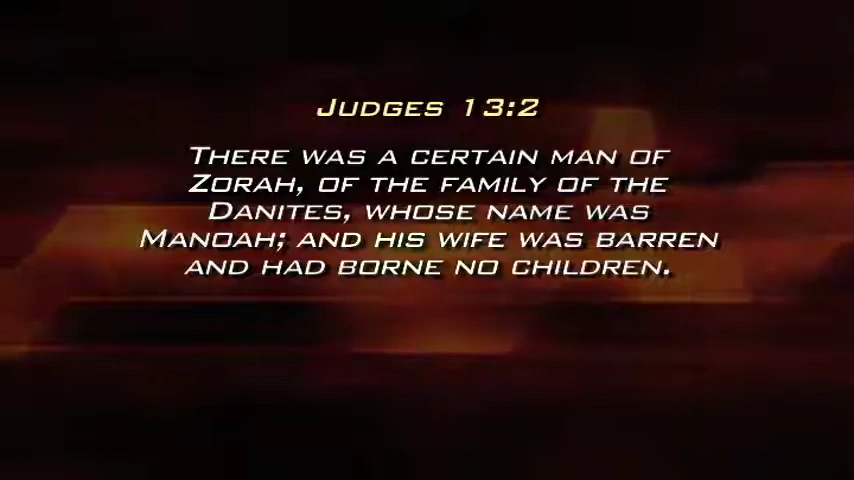 Judges 13:2
There was a certain man of
Zorah, of the family of the
Danites, whose name was
Manoah; and his wife was barren
and had borne no children.